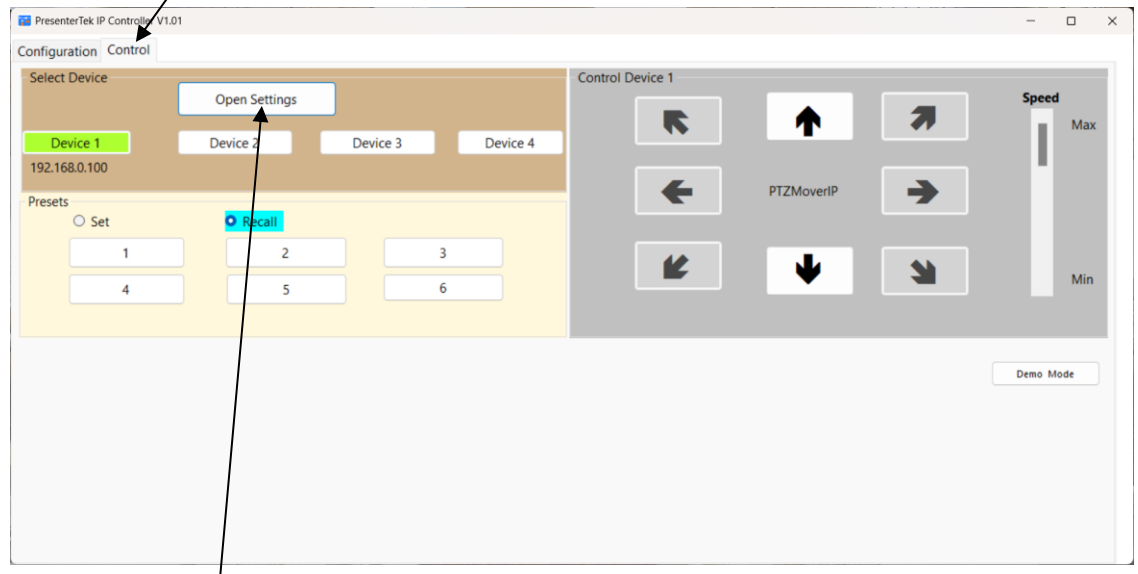 PresenterTek IP Controller V1.01
Configuration Control
Select Device
Open Settings
Device 1 Device 2 Device 3 Device 4
192.168.0.100
Presets
Set Recall
1 2 3
4 5 6
Control Device 1
Speed
Max
PTZMoverIP
Min
Demo Mode